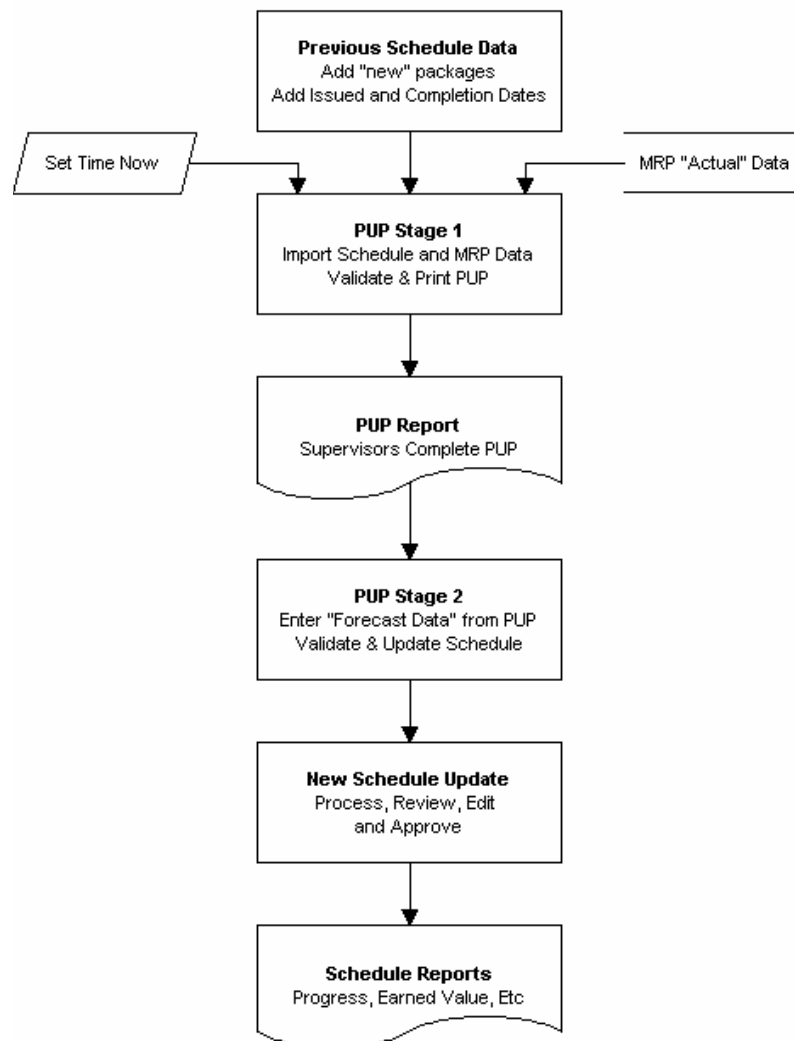 Previous Schedule Data
Add "new" packages
Add Issued and Completion Dates
Set Time Now
MRP "Actual" Data
PUP Stage 1
Import Schedule and MRP Data
Validate & Print PUP
PUP Report
Supervisors Complete PUP
PUP Stage 2
Enter "Forecast Data" from PUP
Validate & Update Schedule
New Schedule Update
Process, Review, Edit
and Approve
Schedule Reports
Progress, Earned Value, Etc